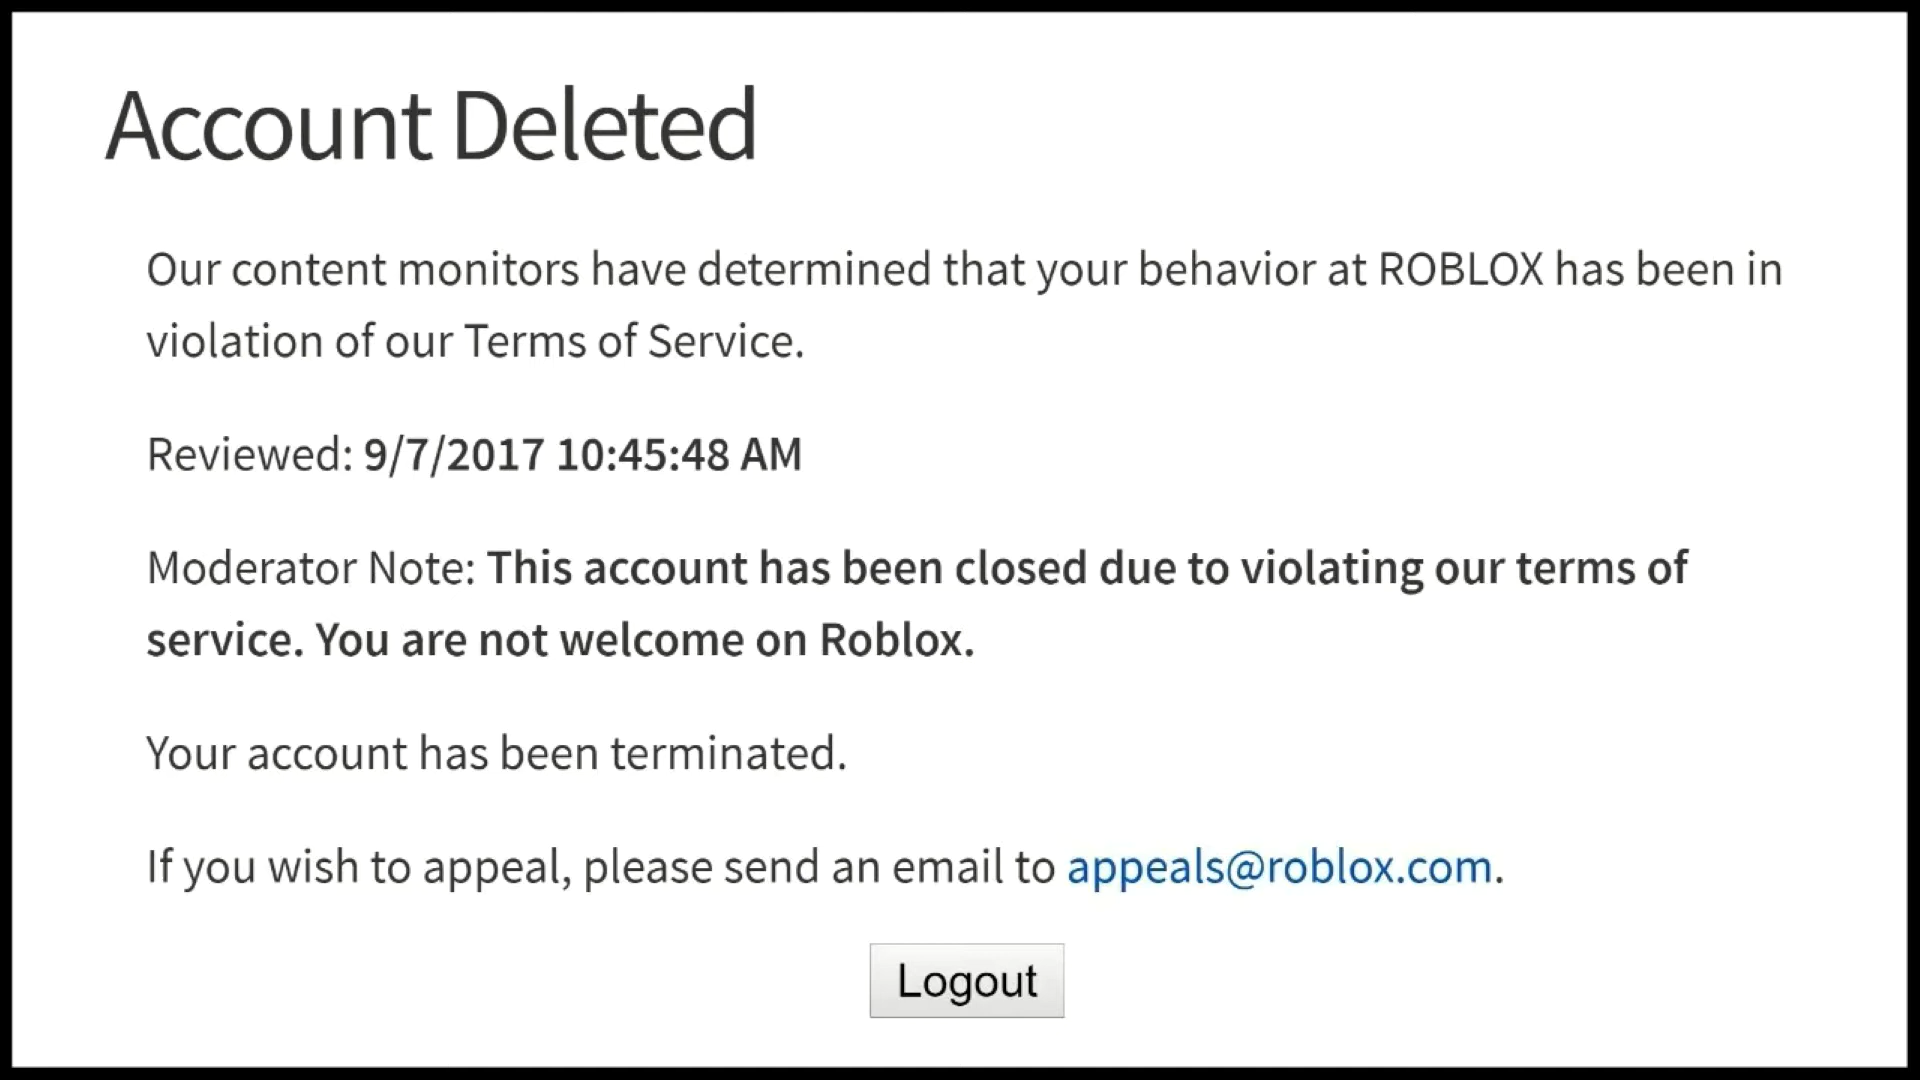 Account Deleted
Our content monitors have determined that your behavior at ROBLOX has been in
violation of our Terms of Service.
Reviewed: 9/7/2017 10:45:48 AM
Moderator Note: This account has been closed due to violating our terms of
service. You are not welcome on Roblox.
Your account has been terminated.
If you wish to appeal, please send an email to appeals@roblox.com.
Logout